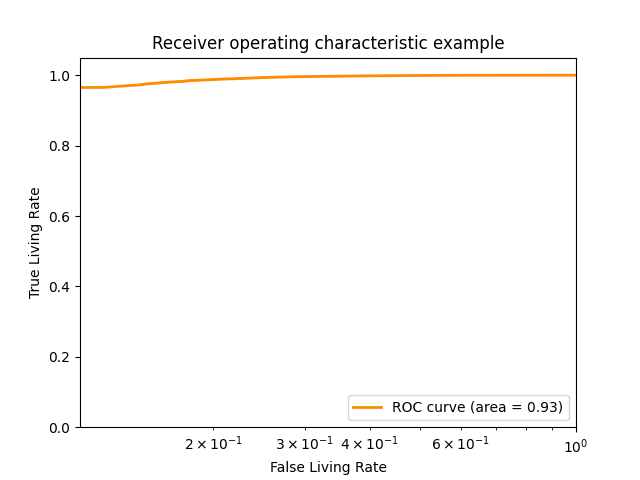 Receiver operating characteristic example
True Living Rate
1.0
0.8
0.6
0.4
0.2
0.0
ROC curve (area = 0.93)
2 × 10⁻¹ 3 × 10⁻¹ 4 × 10⁻¹ 6 × 10⁻¹ 10⁰
False Living Rate